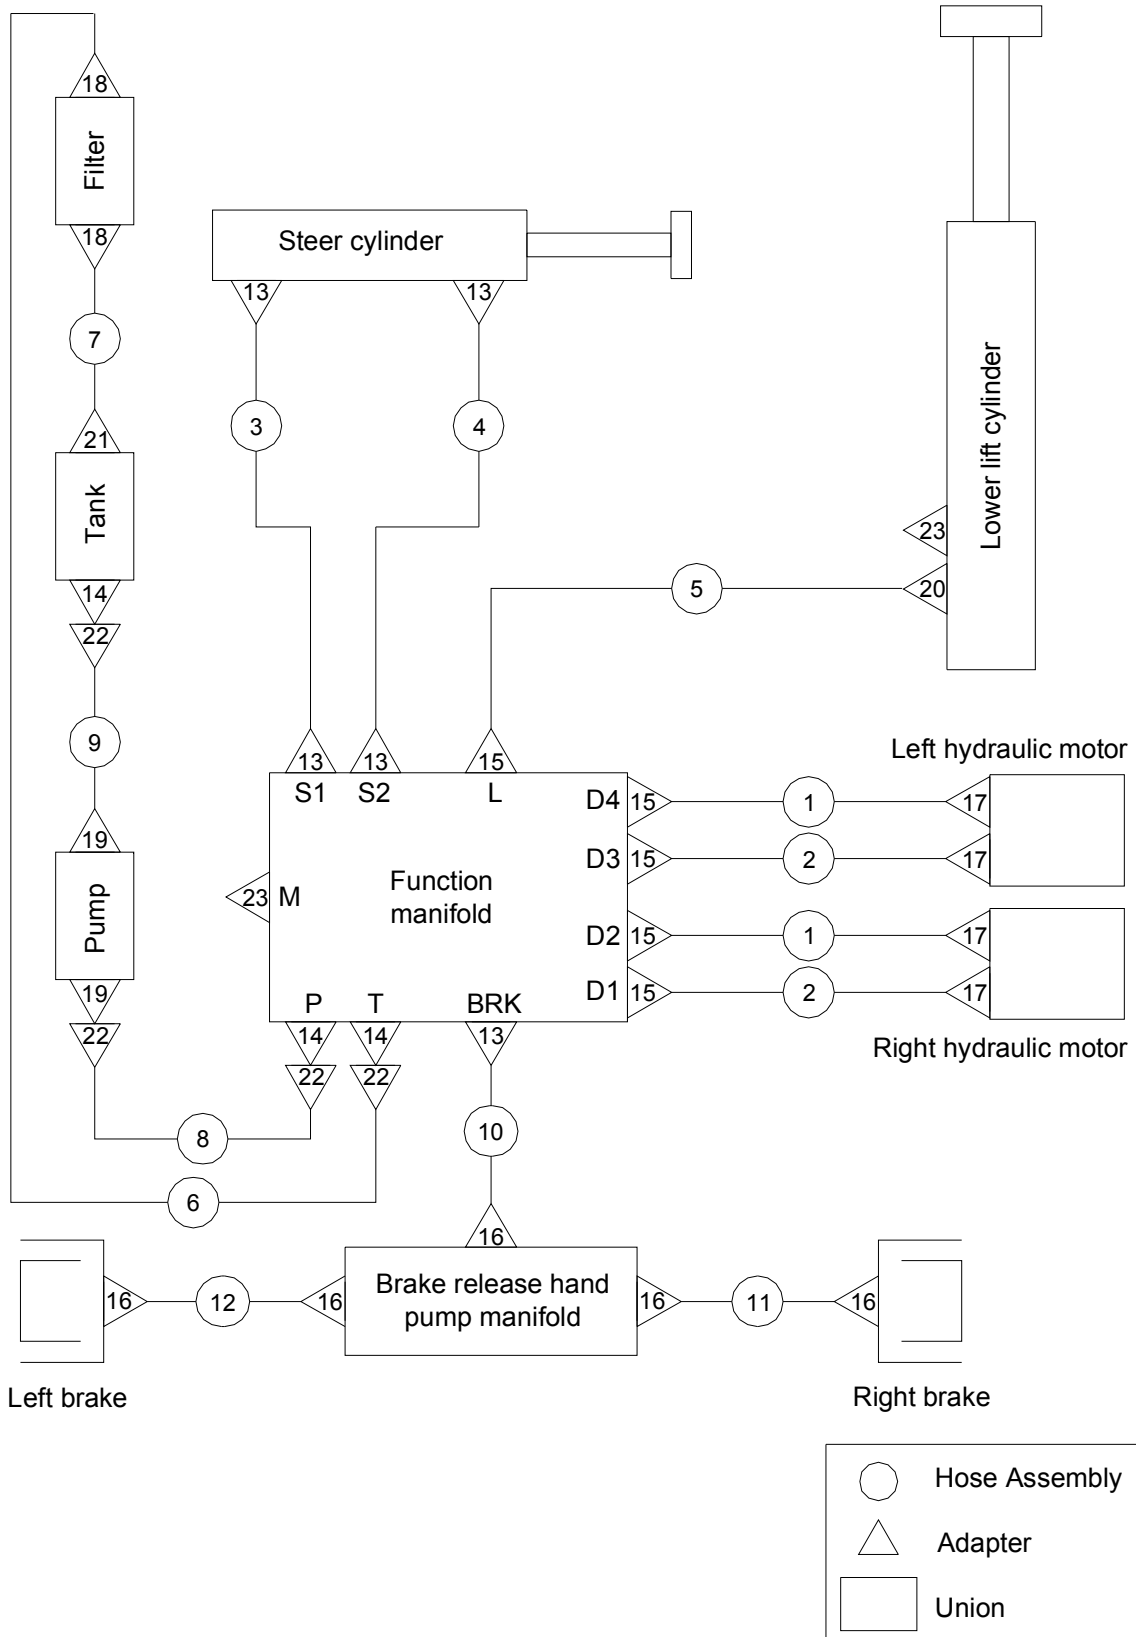 18
Filter
18
7
21
Tank
14
22
9
19
Pump
19
22
8
6
Steer cylinder
13
13
3
4
Lower lift cylinder
23
20
5
13
13
15
S1
S2
L
23
M
Function
manifold
D4
15
1
17
D3
15
2
17
D2
15
1
17
D1
15
2
17
Left hydraulic motor
Right hydraulic motor
P
T
BRK
14
14
13
22
22
10
16
Brake release hand
pump manifold
16
12
16
16
11
16
Left brake
Right brake
Hose Assembly
Adapter
Union